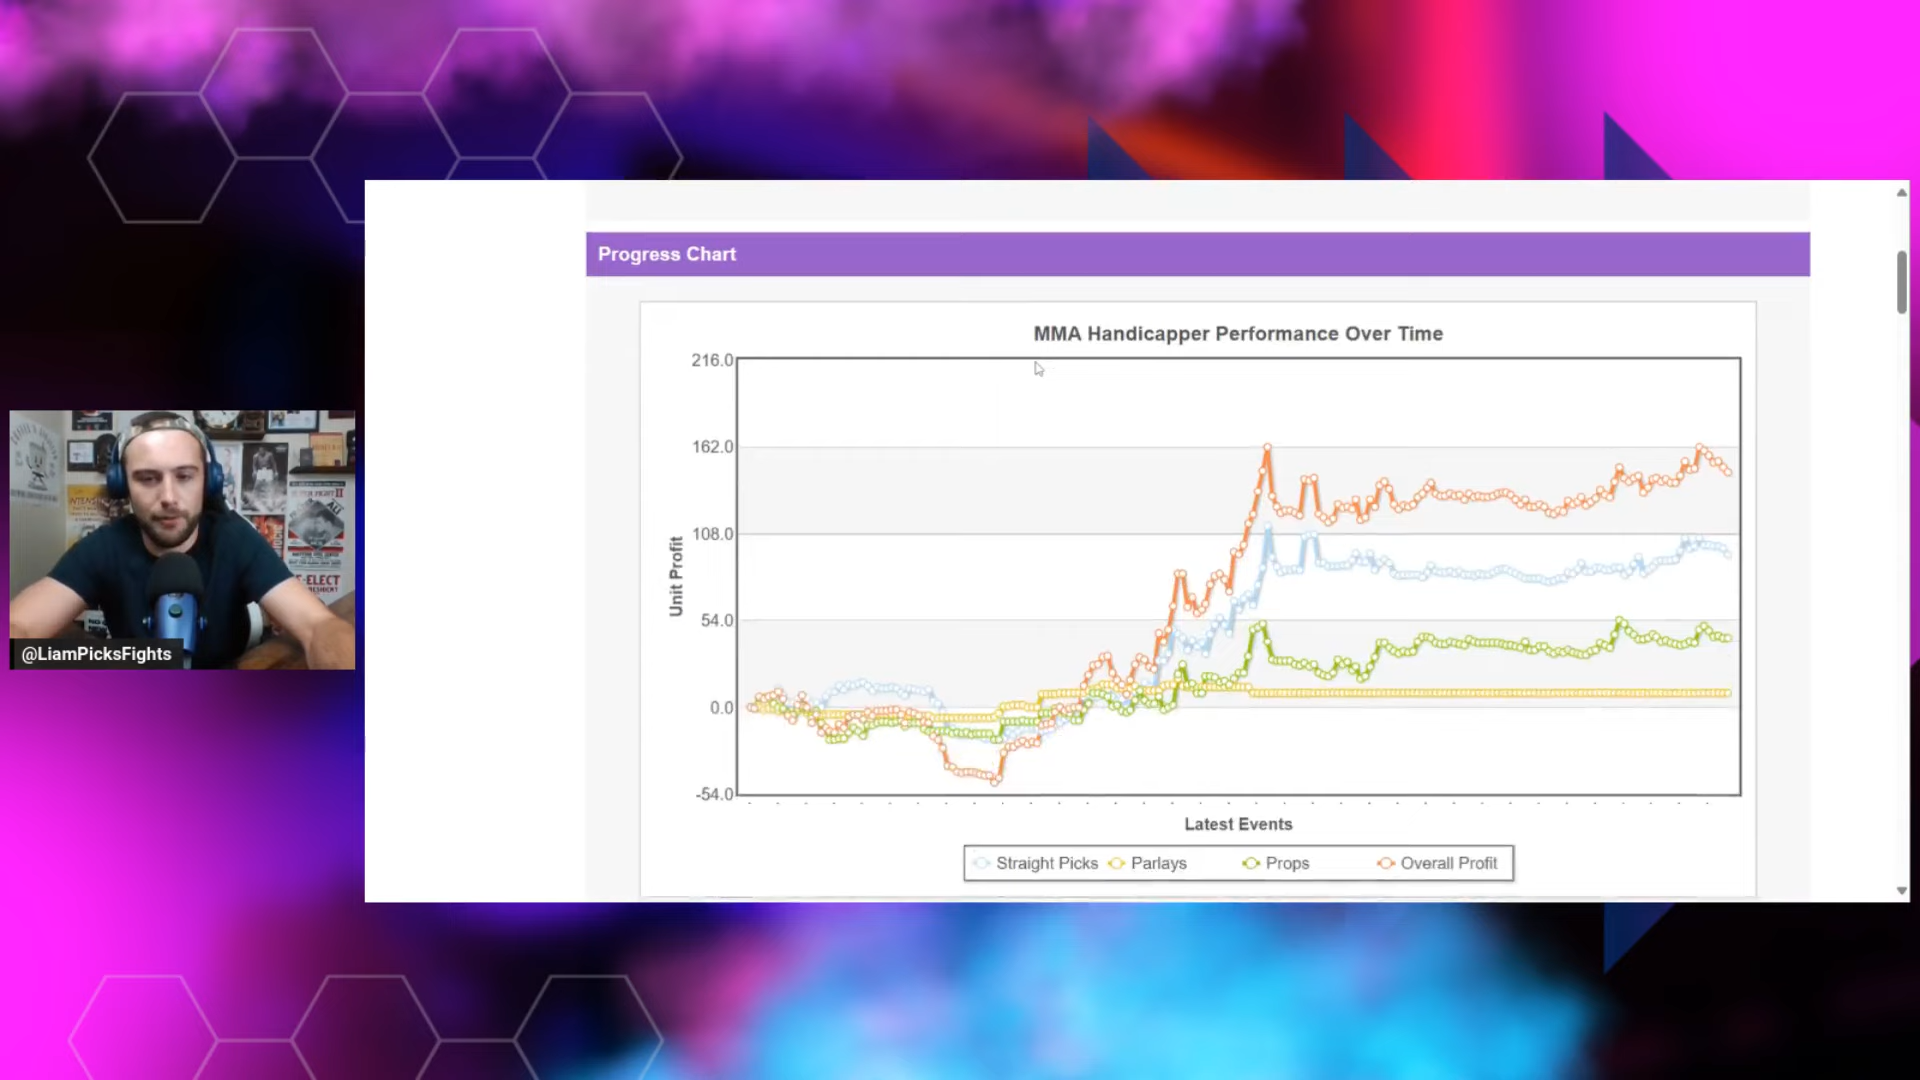 Progress Chart
MMA Handicapper Performance Over Time
216.0
162.0
108.0
54.0
0.0
-54.0
Unit Profit
Latest Events
Straight Picks
Parlays
Props
Overall Profit
@LiamPicksFights